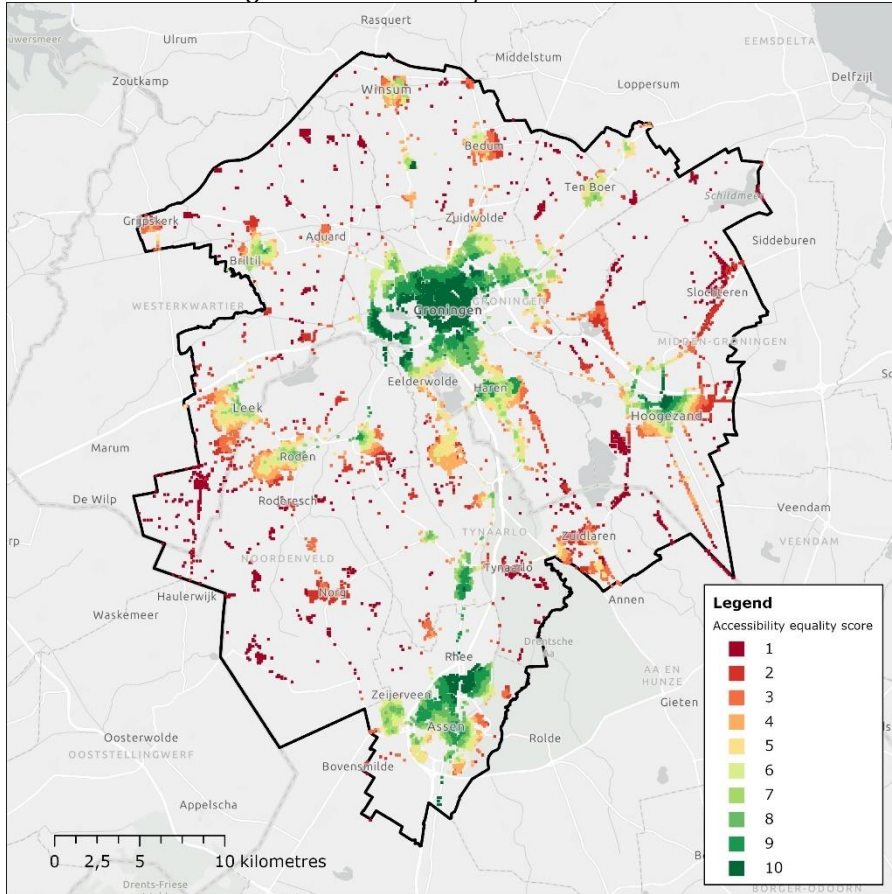 Rasquert
Ulrum
Middelstum
EEMSDELTA
Zoutkamp
Loppersum
Delfzijl
Winsum
Bedum
Ten Boer
Schildmeer
Grijpskerk
Zuidwolde
Aduard
Siddeburen
Briltil
WESTERKWARTIER
GRONINGEN
Groningen
Slochteren
MIDDEN-GRONINGEN
Eelderwolde
Haren
Leek
Hoogezand
Marum
Roden
De Wilp
Roderesch
Veendam
TYNAARLO
Zuidlaren
VEENDAM
NOORDENVELD
Tynaarlo
Haulerwijk
Norg
Annen
Waskemeer
Drentsche
Aa
Rhee
AA EN
HUNZE
Zeijerveen
Gieten
Assen
Oosterwolde
Rolde
OOSTSTELLINGWERF
Bovensmilde
Appelscha
Drents-Friese
BORGER-ODOORN
Legend
Accessibility equality score
1
2
3
4
5
6
7
8
9
10
0 2,5 5 10 kilometres